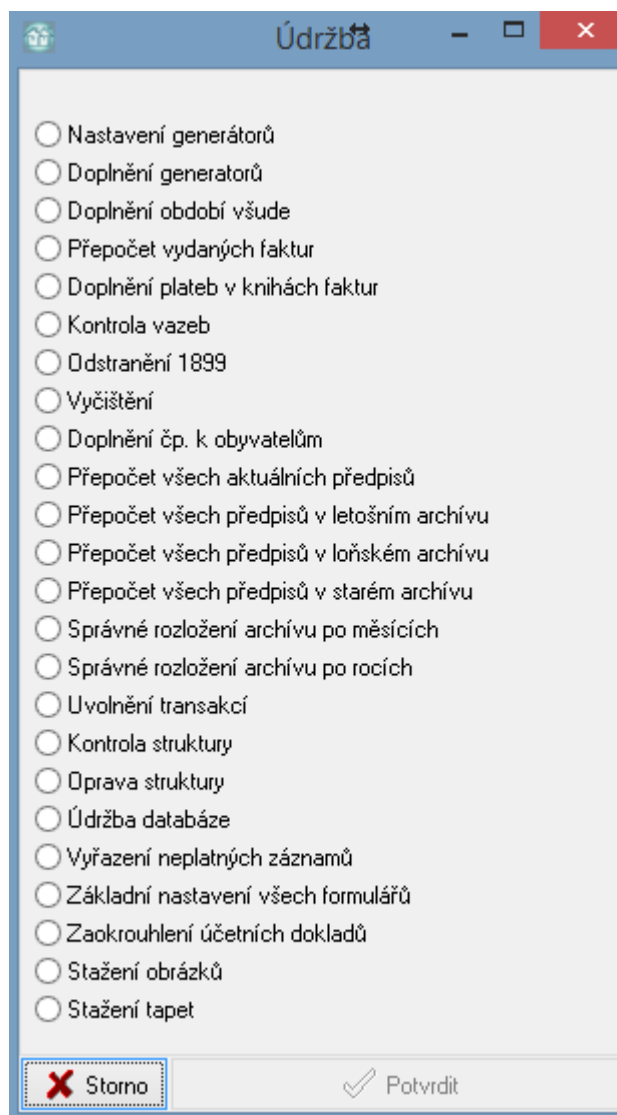 Údržba
Nastavení generátorů
Doplnění generatorů
Doplnění období všude
Přepočet vydaných faktur
Doplnění plateb v knihách faktur
Kontrola vazeb
Odstranění 1899
Vyčištění
Doplnění čp. k obyvatelům
Přepočet všech aktuálních předpisů
Přepočet všech předpisů v letošním archívu
Přepočet všech předpisů v loňském archívu
Přepočet všech předpisů v starém archívu
Správné rozložení archívu po měsících
Správné rozložení archívu po rocích
Uvolnění transakcí
Kontrola struktury
Oprava struktury
Údržba databáze
Vyřazení neplatných záznamů
Základní nastavení všech formulářů
Zaokrouhlení účetních dokladů
Stažení obrázků
Stažení tapet
Storno Potvrdit